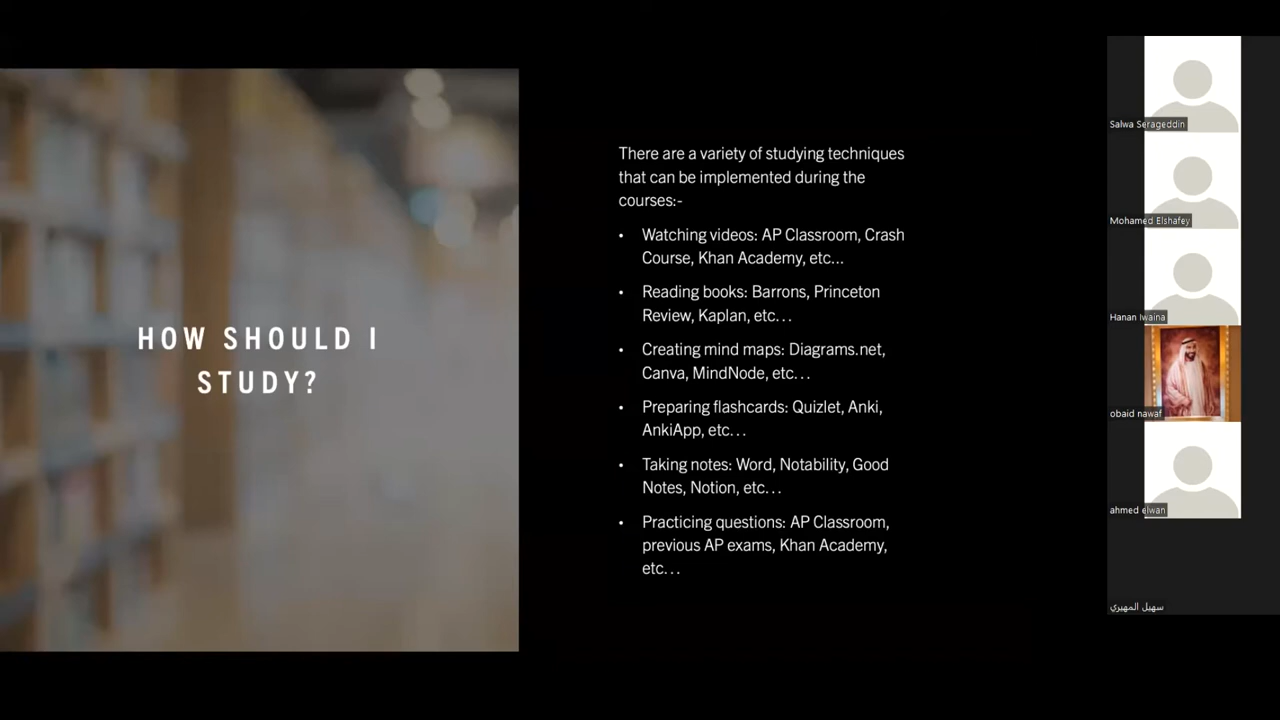 HOW SHOULD I
STUDY?
There are a variety of studying techniques
that can be implemented during the
courses:-
• Watching videos: AP Classroom, Crash
Course, Khan Academy, etc...
• Reading books: Barrons, Princeton
Review, Kaplan, etc...
• Creating mind maps: Diagrams.net,
Canva, MindNode, etc...
• Preparing flashcards: Quizlet, Anki,
AnkiApp, etc...
• Taking notes: Word, Notability, Good
Notes, Notion, etc...
• Practicing questions: AP Classroom,
previous AP exams, Khan Academy,
etc...
Salwa Serageddin
Mohamed Elshafey
Hanan Iwaina
obaid nawaf
ahmed elwan
سهيل المهيري